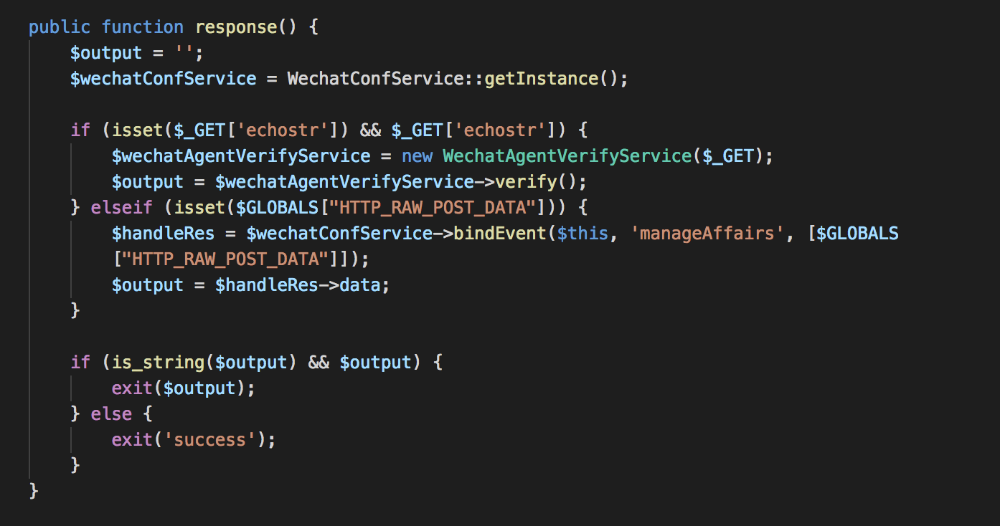 public function response() {
    $output = '';
    $wechatConfService = WechatConfService::getInstance();

    if (isset($_GET['echostr']) && $_GET['echostr']) {
        $wechatAgentVerifyService = new WechatAgentVerifyService($_GET);
        $output = $wechatAgentVerifyService->verify();
    } elseif (isset($GLOBALS["HTTP_RAW_POST_DATA"])) {
        $handleRes = $wechatConfService->bindEvent($this, 'manageAffairs', [$GLOBALS
        ["HTTP_RAW_POST_DATA"]]);
        $output = $handleRes->data;
    }

    if (is_string($output) && $output) {
        exit($output);
    } else {
        exit('success');
    }
}